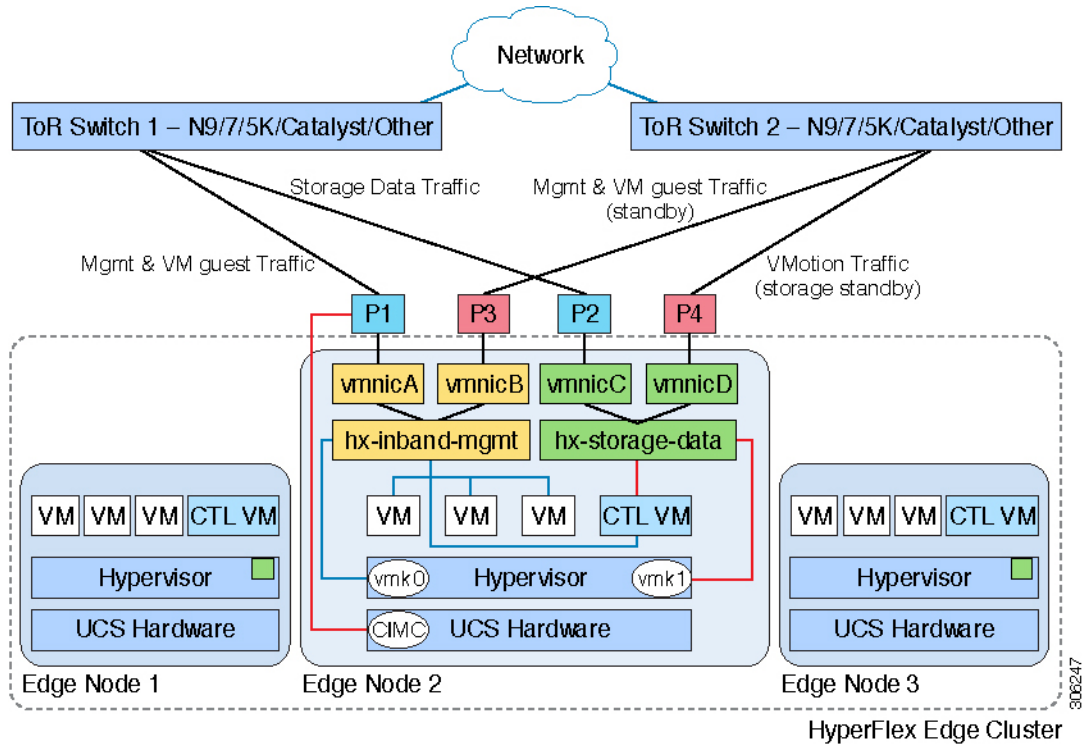 Network
ToR Switch 1 – N9/7/5K/Catalyst/Other
ToR Switch 2 – N9/7/5K/Catalyst/Other
Storage Data Traffic
Mgmt & VM guest Traffic
(standby)
Mgmt & VM guest Traffic
VMotion Traffic
(storage standby)
P1
P3
P2
P4
vmnicA
vmnicB
vmnicC
vmnicD
hx-inband-mgmt
hx-storage-data
VM
VM
VM
CTL VM
Hypervisor
UCS Hardware
Edge Node 1
VM
VM
VM
CTL VM
vmk0
Hypervisor
vmk1
CIMC
UCS Hardware
Edge Node 2
VM
VM
VM
CTL VM
Hypervisor
UCS Hardware
Edge Node 3
306247
HyperFlex Edge Cluster